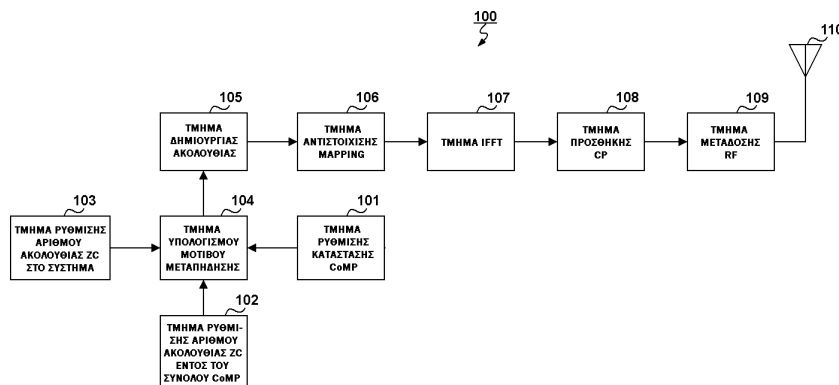 100
110
105
ΤΜΗΜΑ
ΔΗΜΙΟΥΡΓΙΑΣ
ΑΚΟΛΟΥΘΙΑΣ
106
ΤΜΗΜΑ
ΑΝΤΙΣΤΟΙΧΙΣΗΣ
MAPPING
107
ΤΜΗΜΑ IFFT
108
ΤΜΗΜΑ
ΠΡΟΣΘΗΚΗΣ
CP
109
ΤΜΗΜΑ
ΜΕΤΑΔΟΣΗΣ
RF
103
ΤΜΗΜΑ ΡΥΘΜΙΣΗΣ
ΑΡΙΘΜΟΥ
ΑΚΟΛΟΥΘΙΑΣ ZC
ΣΤΟ ΣΥΣΤΗΜΑ
104
ΤΜΗΜΑ
ΥΠΟΛΟΓΙΣΜΟΥ
ΜΟΤΙΒΟΥ
ΜΕΤΑΠΗΔΗΣΗΣ
101
ΤΜΗΜΑ
ΡΥΘΜΙΣΗΣ
ΚΑΤΑΣΤΑΣΗΣ
CoMP
102
ΤΜΗΜΑ ΡΥΘΜΙ-
ΣΗΣ ΑΡΙΘΜΟΥ
ΑΚΟΛΟΥΘΙΑΣ ZC
ΕΝΤΟΣ ΤΟΥ
ΣΥΝΟΛΟΥ CoMP